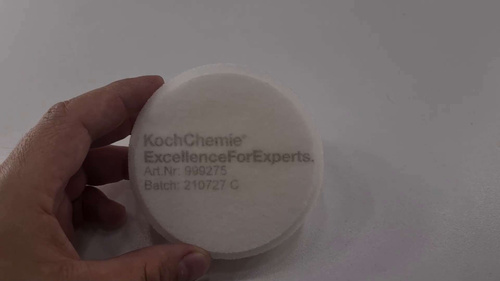 KochChemie®
ExcellenceForExperts.
Art.Nr: 999275
Batch: 210727 C